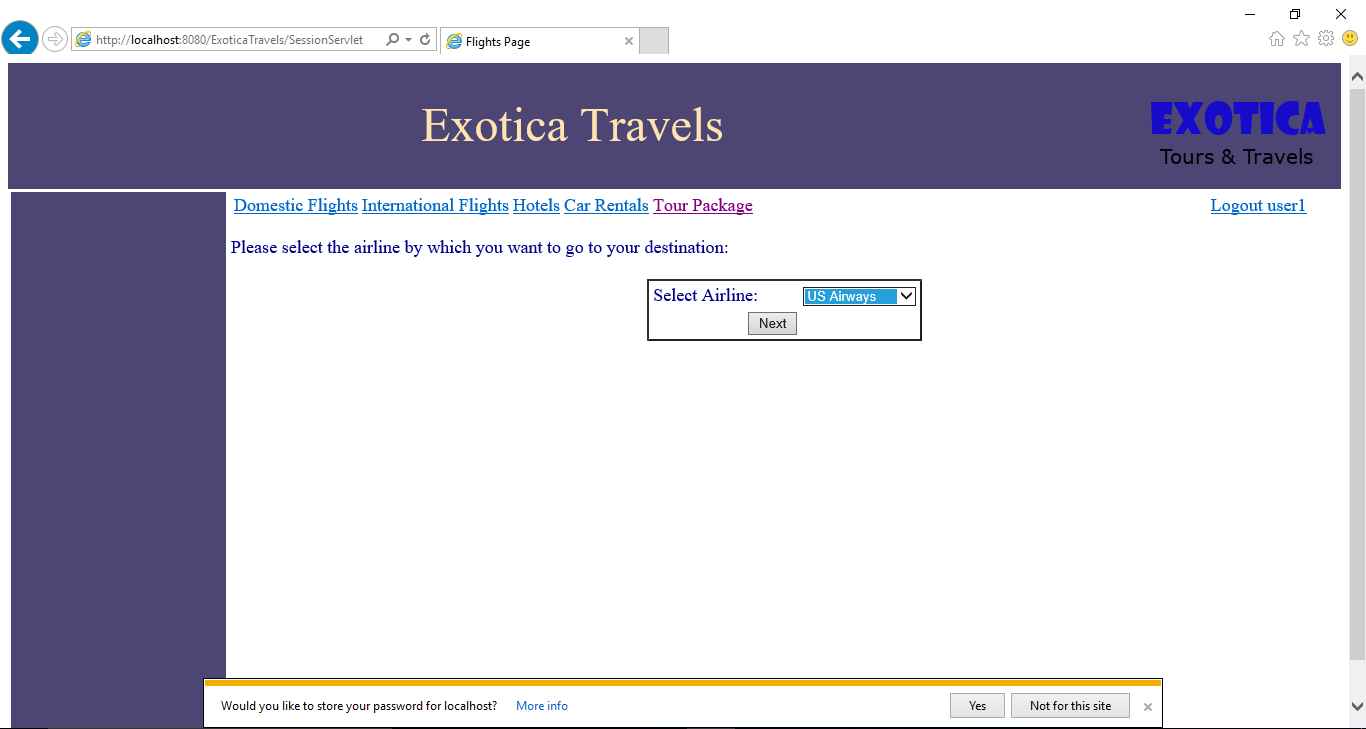 http://localhost:8080/ExoticaTravels/SessionServlet
Flights Page
Exotica Travels
EXOTICA
Tours & Travels
Domestic Flights International Flights Hotels Car Rentals Tour Package
Logout user1
Please select the airline by which you want to go to your destination:
Select Airline: US Airways
Next
Would you like to store your password for localhost? More info
Yes
Not for this site